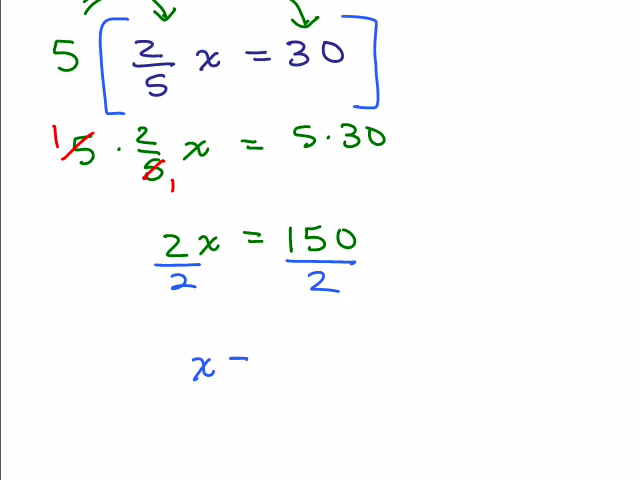 5 [ 2/5 x = 30 ]
1 5 · 2/5 1 x = 5 · 30
2x/2 = 150/2
x –